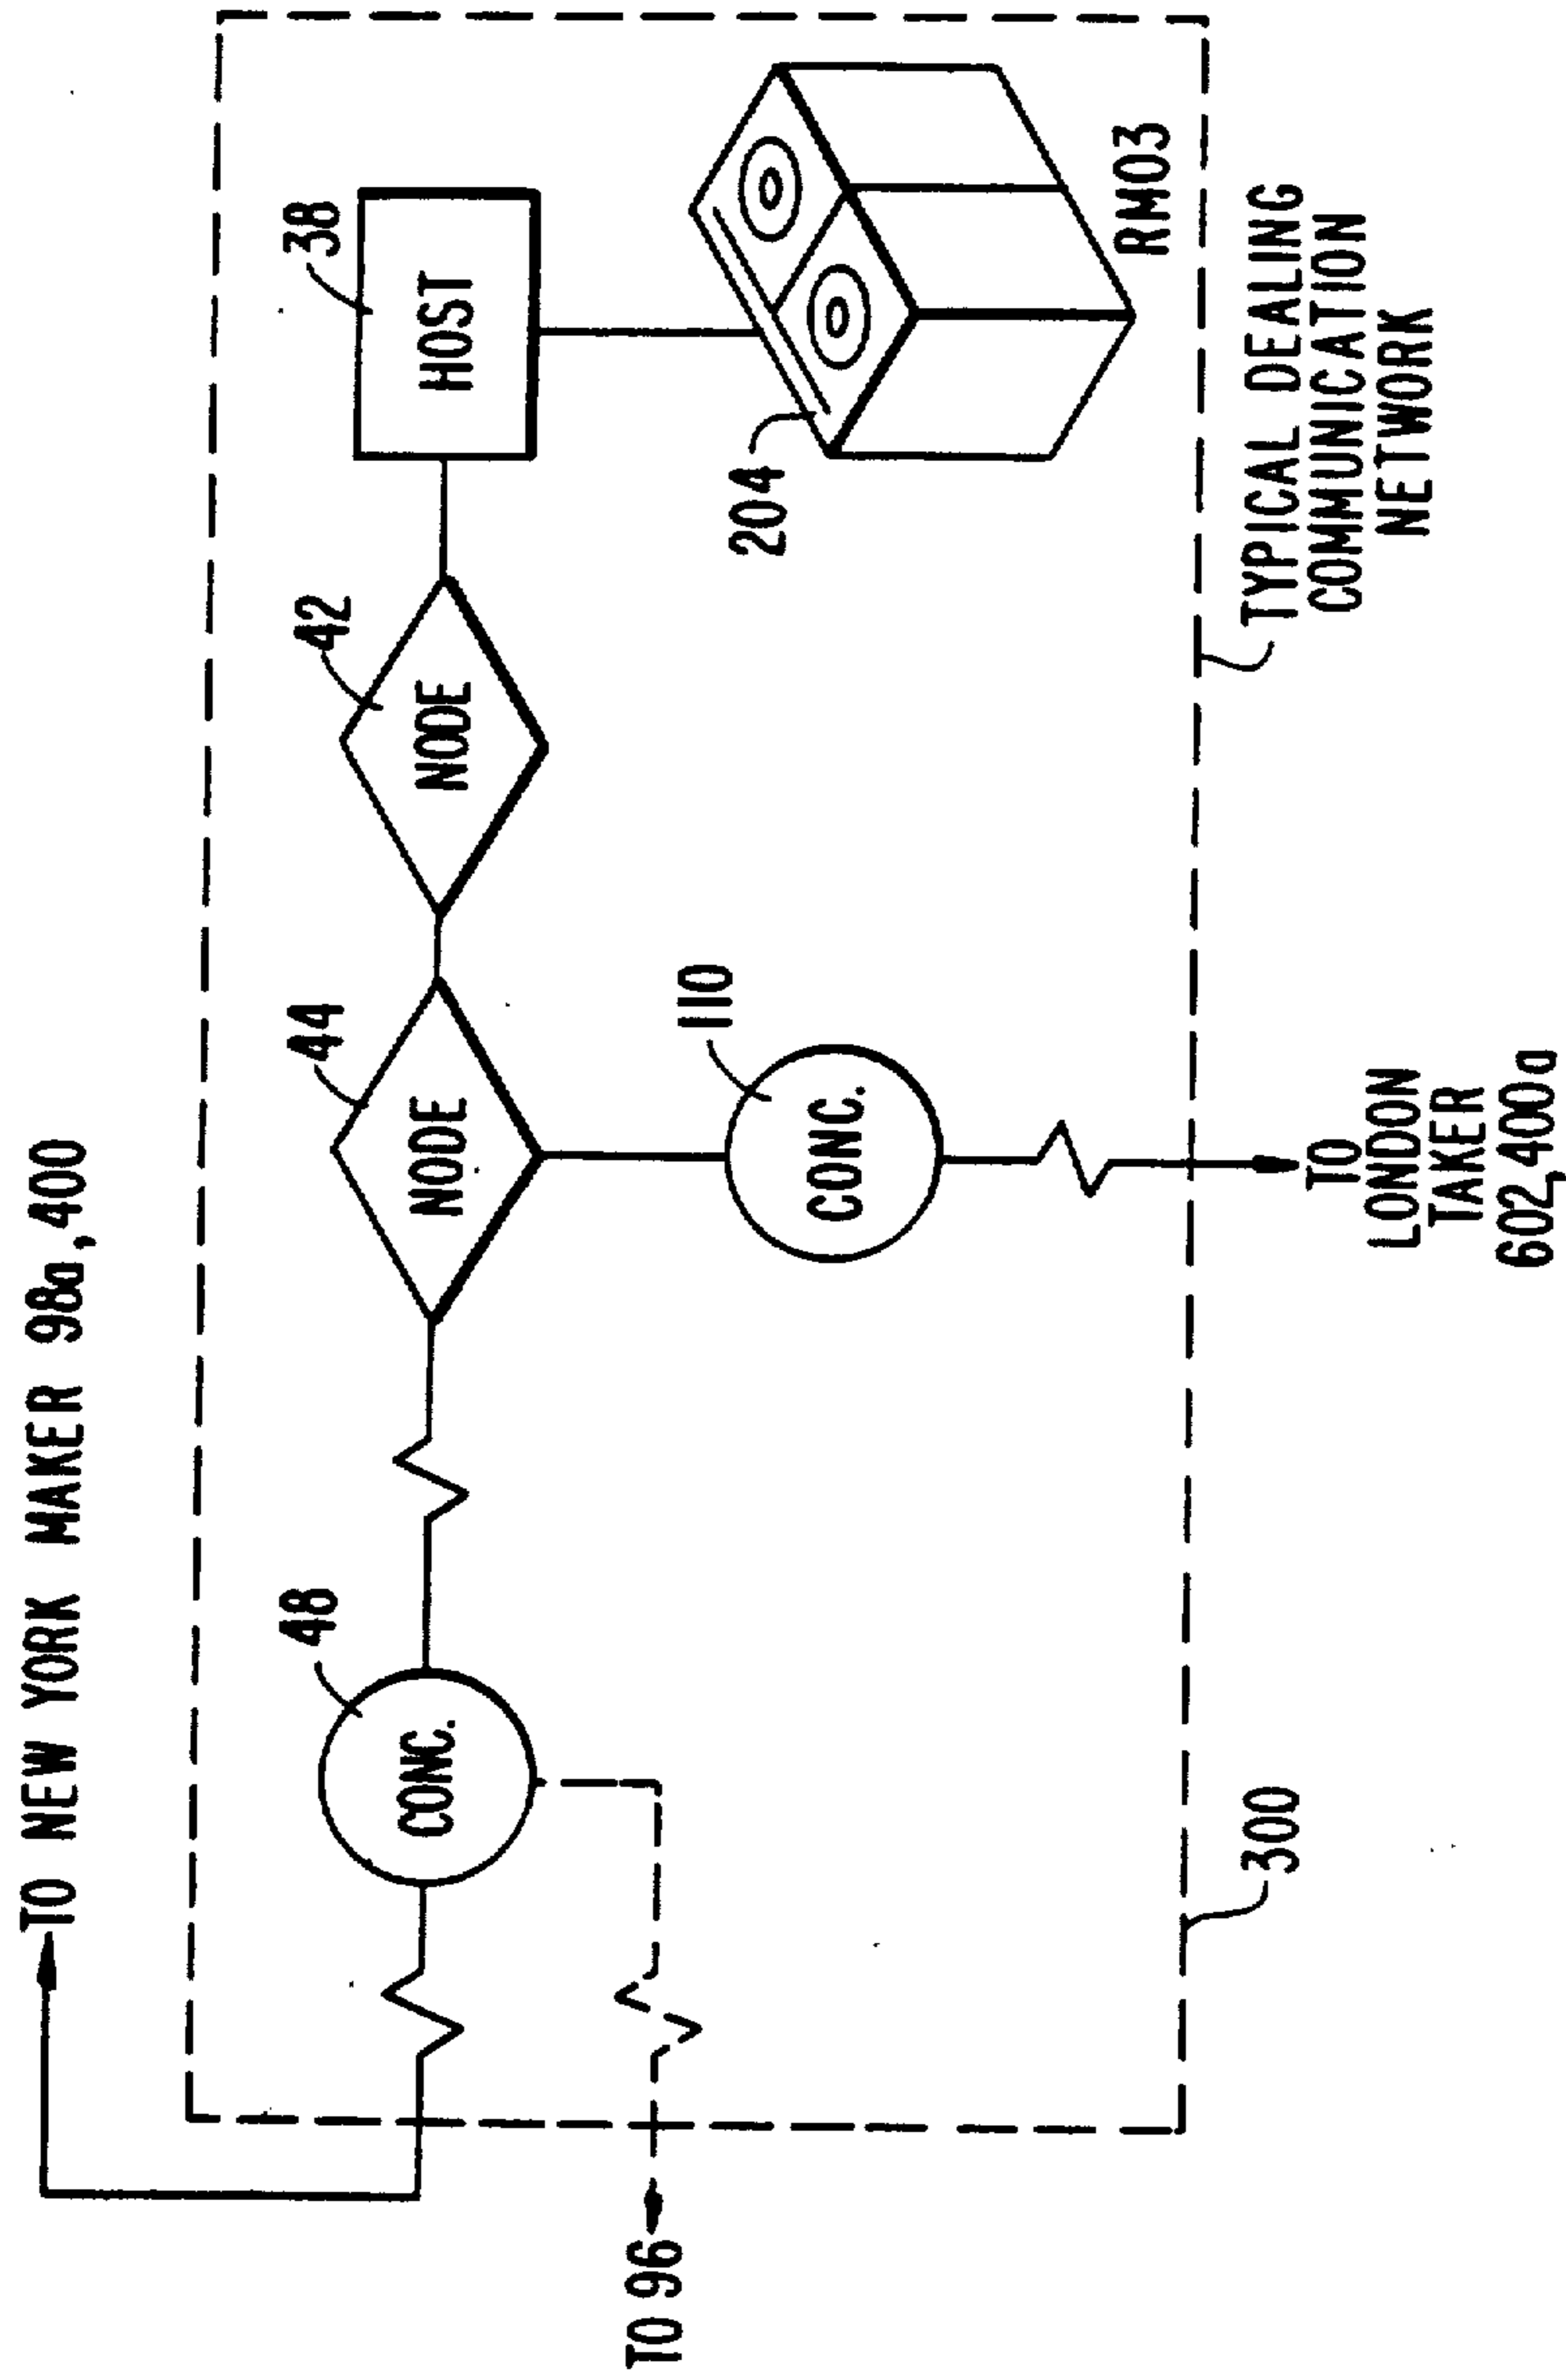 TO NEW YORK MAKER 98a,400
48
44
42
38
CONC.
NODE
NODE
HOST
TO 96
110
204
CONC.
RM03
300
TYPICAL DEALING
COMMUNICATION
NETWORK
TO
LONDON
TAKER
602,400a